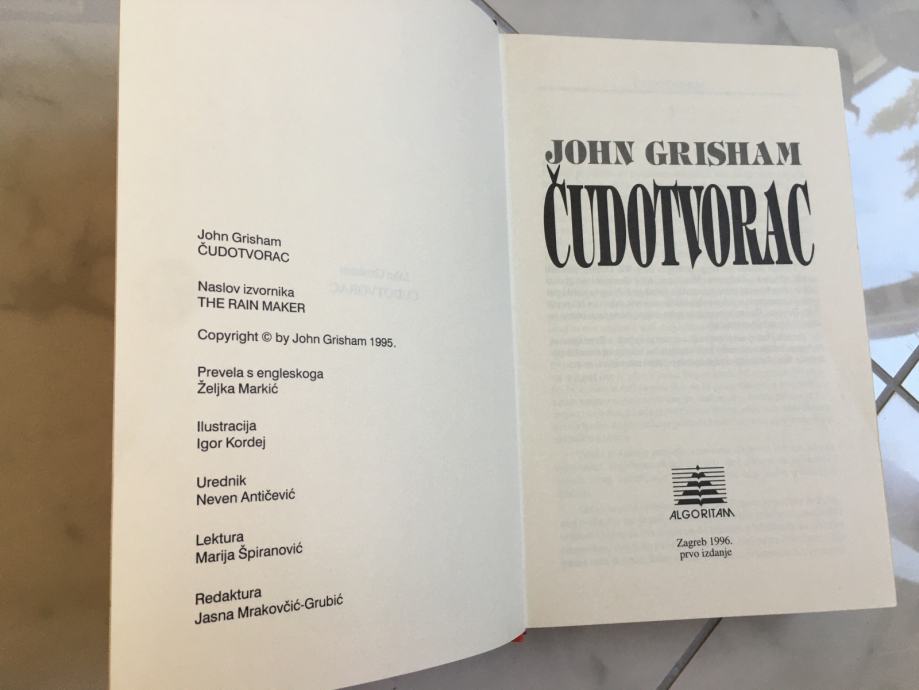 John Grisham
ČUDOTVORAC
Naslov izvornika
THE RAIN MAKER
Copyright © by John Grisham 1995.
Prevela s engleskoga
Željka Markić
Ilustracija
Igor Kordej
Urednik
Neven Antičević
Lektura
Marija Špiranović
Redaktura
Jasna Mrakovčić-Grubić
JOHN GRISHAM
ČUDOTVORAC
ALGORITAM
Zagreb 1996.
prvo izdanje